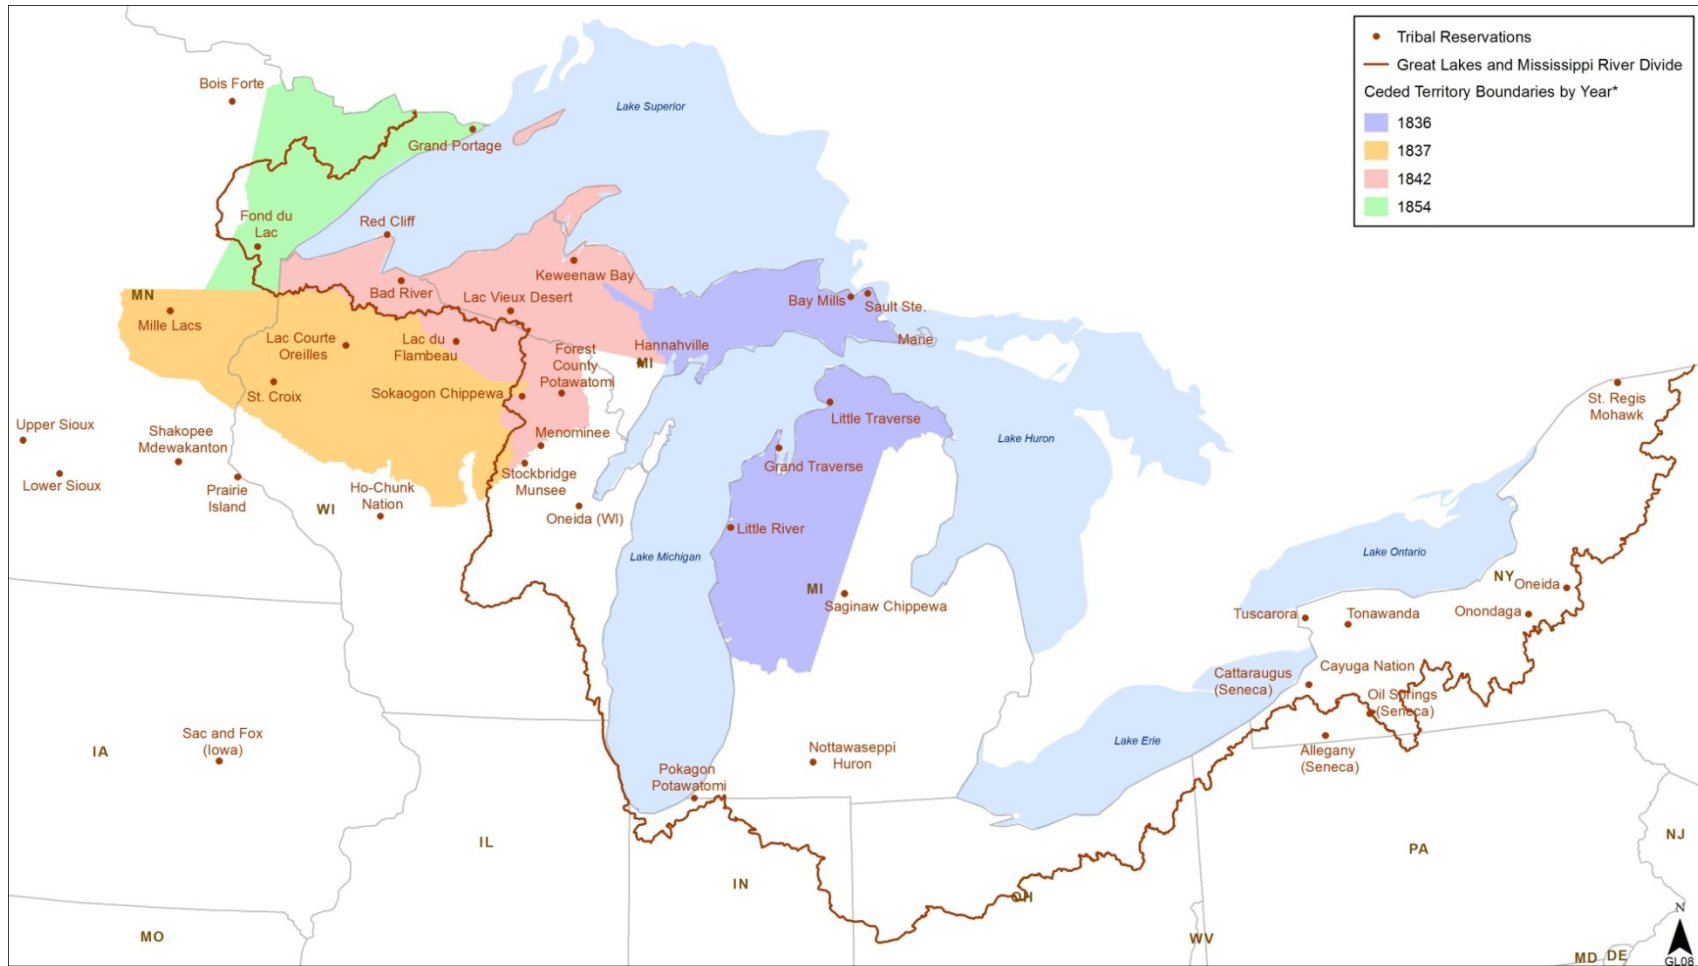 Tribal Reservations
Great Lakes and Mississippi River Divide
Ceded Territory Boundaries by Year*
1836
1837
1842
1854
Bois Forte
Lake Superior
Grand Portage
Fond du
Lac
Red Cliff
Keweenaw Bay
Bad River
Lac Vieux Desert
MN
Mille Lacs
Bay Mills
Sault Ste.
Marie
Lac Courte
Oreilles
Lac du
Flambeau
Hannahville
MI
Forest
County
Potawatomi
St. Croix
Sokaogon Chippewa
Little Traverse
St. Regis
Mohawk
Upper Sioux
Shakopee
Mdewakanton
Menominee
Lake Huron
Grand Traverse
Lower Sioux
Prairie
Island
Ho-Chunk
Nation
Stockbridge
Munsee
WI
Oneida (WI)
Little River
Lake Michigan
Lake Ontario
MI
Saginaw Chippewa
NY
Oneida
Tuscarora
Tonawanda
Onondaga
Cattaraugus
(Seneca)
Cayuga Nation
Oil Springs
(Seneca)
IA
Sac and Fox
(Iowa)
Lake Erie
Allegany
(Seneca)
Nottawaseppi
Huron
Pokagon
Potawatomi
IL
IN
OH
PA
NJ
MO
WV
MD
DE
N
GL08